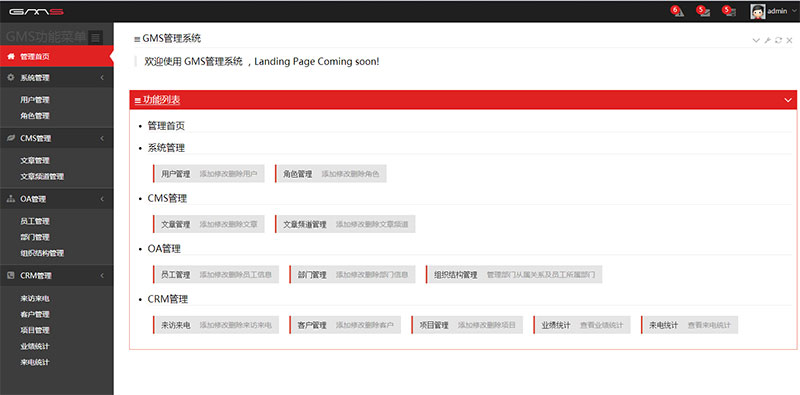 GMS
6
5
5
admin
GMS功能菜单
管理首页
系统管理
用户管理
角色管理
CMS管理
文章管理
文章频道管理
OA管理
员工管理
部门管理
组织结构管理
CRM管理
来访来电
客户管理
项目管理
业绩统计
来电统计
GMS管理系统
欢迎使用 GMS管理系统 ，Landing Page Coming soon!
功能列表
管理首页
系统管理
用户管理 添加修改删除用户 角色管理 添加修改删除角色
CMS管理
文章管理 添加修改删除文章 文章频道管理 添加修改删除文章频道
OA管理
员工管理 添加修改删除员工信息 部门管理 添加修改删除部门信息 组织结构管理 管理部门从属关系及员工所属部门
CRM管理
来访来电 添加修改删除来访来电 客户管理 添加修改删除客户 项目管理 添加修改删除项目 业绩统计 查看业绩统计 来电统计 查看来电统计